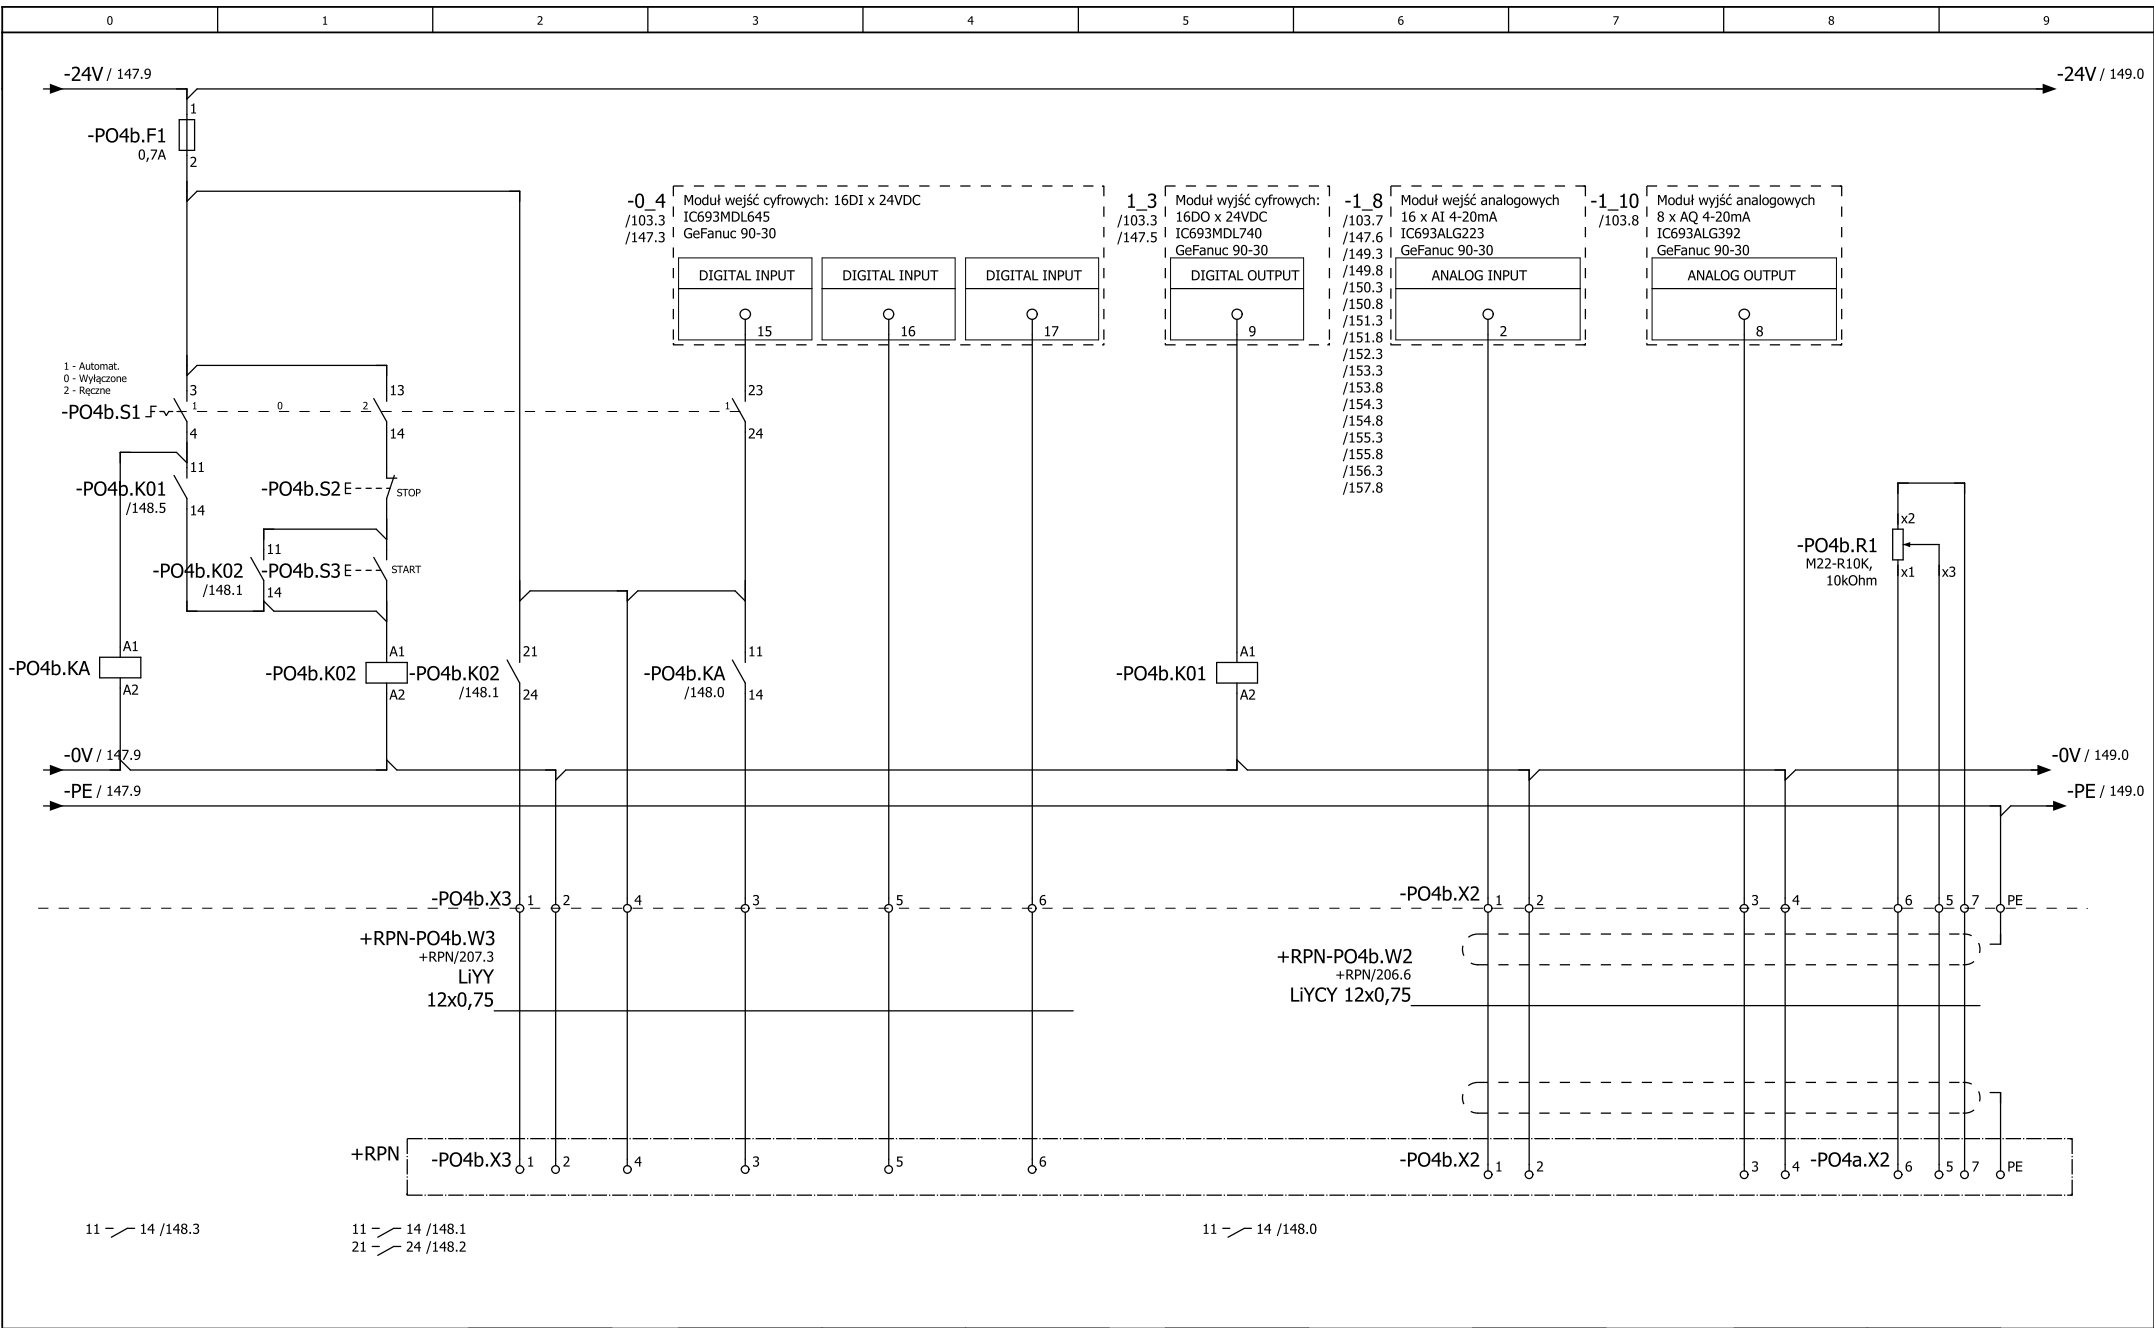 0 1 2 3 4 5 6 7 8 9
-24V / 147.9
-24V / 149.0
1
-PO4b.F1
0,7A
2
-0_4
/103.3
/147.3
Moduł wejść cyfrowych: 16DI x 24VDC
IC693MDL645
GeFanuc 90-30
DIGITAL INPUT
15
DIGITAL INPUT
16
DIGITAL INPUT
17
1_3
/103.3
/147.5
Moduł wyjść cyfrowych:
16DO x 24VDC
IC693MDL740
GeFanuc 90-30
DIGITAL OUTPUT
9
-1_8
/103.7
/147.6
/149.3
/149.8
/150.3
/150.8
/151.3
/151.8
/152.3
/153.3
/153.8
/154.3
/154.8
/155.3
/155.8
/156.3
/157.8
Moduł wejść analogowych
16 x AI 4-20mA
IC693ALG223
GeFanuc 90-30
ANALOG INPUT
2
-1_10
/103.8
Moduł wyjść analogowych
8 x AQ 4-20mA
IC693ALG392
GeFanuc 90-30
ANALOG OUTPUT
8
1 - Automat.
0 - Wyłączone
2 - Ręczne
3 13 23
-PO4b.S1 1 0 2 1
4 14 24
11
-PO4b.K01
/148.5
14
-PO4b.S2
STOP
11
-PO4b.K02
/148.1
14
-PO4b.S3
START
x2
-PO4b.R1
M22-R10K,
10kOhm
x1 x3
A1
-PO4b.KA
A2
A1
-PO4b.K02
A2
21
-PO4b.K02
/148.1
24
11
-PO4b.KA
/148.0
14
A1
-PO4b.K01
A2
-0V / 147.9
-0V / 149.0
-PE / 147.9
-PE / 149.0
-PO4b.X3 1 2 4 3 5 6
-PO4b.X2 1 2 3 4 6 5 7 PE
+RPN-PO4b.W3
+RPN/207.3
LiYY
12x0,75
+RPN-PO4b.W2
+RPN/206.6
LiYCY 12x0,75
+RPN
-PO4b.X3 1 2 4 3 5 6
-PO4b.X2 1 2 3 4
-PO4a.X2 6 5 7 PE
11 14 /148.3
11 14 /148.1
21 24 /148.2
11 14 /148.0